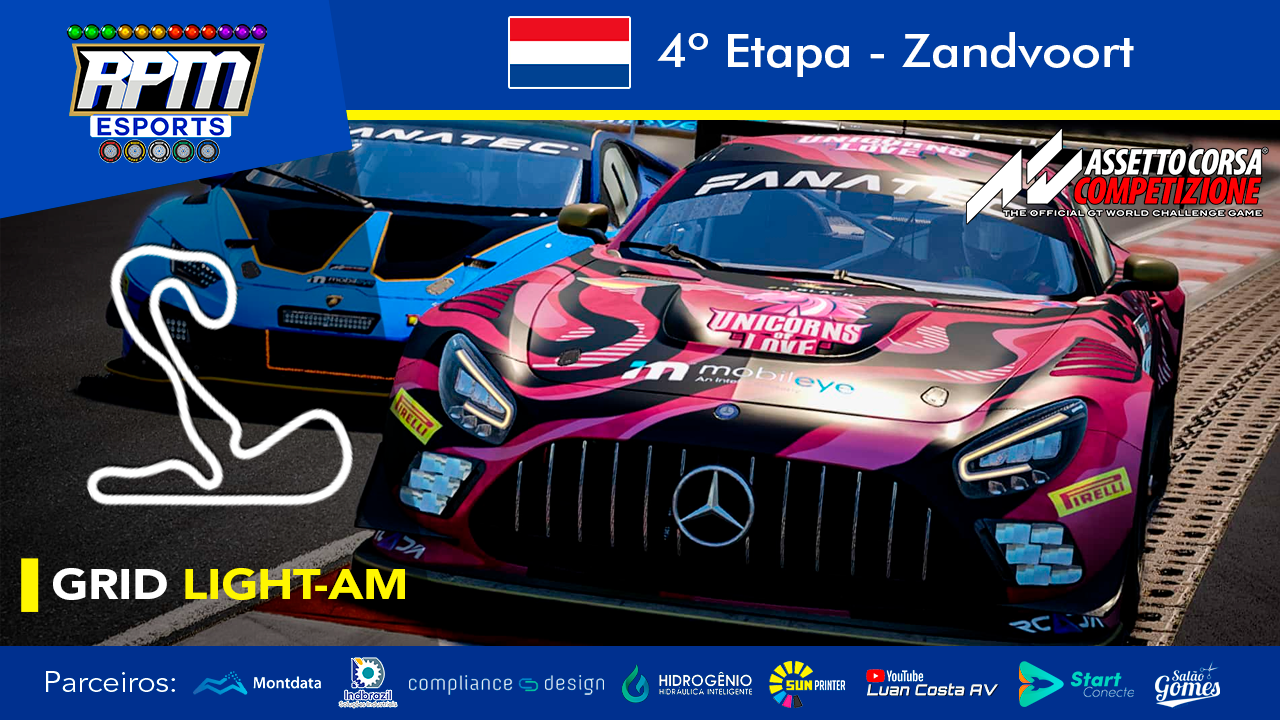 RPM
ESPORTS
4º Etapa - Zandvoort
ASSETTO CORSA
COMPETIZIONE
THE OFFICIAL GT WORLD CHALLENGE GAME
FANATEC
FANATEC
UNICORNS
OF
LOVE
UNICORNS
OF
LOVE
mobileye
PIRELLI
PIRELLI
GRID LIGHT-AM
Parceiros:
Montdata
Indbrazil
Soluções Industriais
compliance design
HIDROGÊNIO
HIDRÁULICA INTELIGENTE
SUN PRINTER
YouTube
Luan Costa AV
Start
Conecte
Salão
Gomes